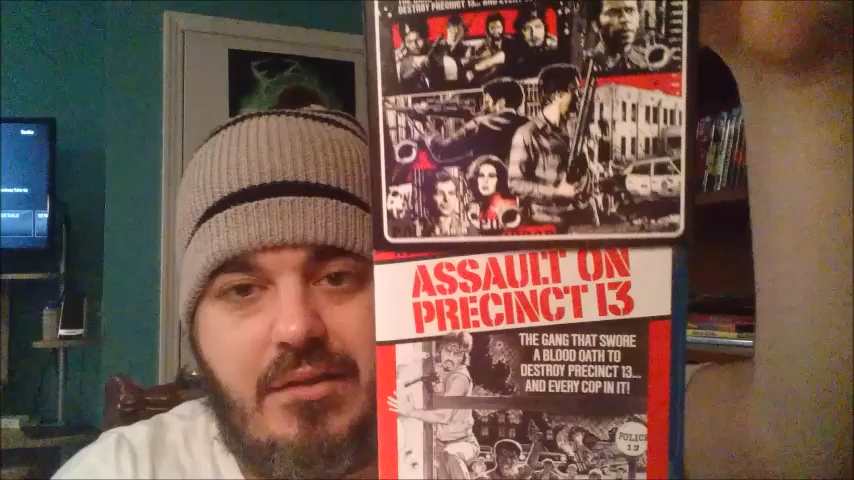 DESTROY PRECINCT 13... AND EVERY
ASSAULT ON
PRECINCT 13
THE GANG THAT SWORE
A BLOOD OATH TO
DESTROY PRECINCT 13...
AND EVERY COP IN IT!
POLICE
13